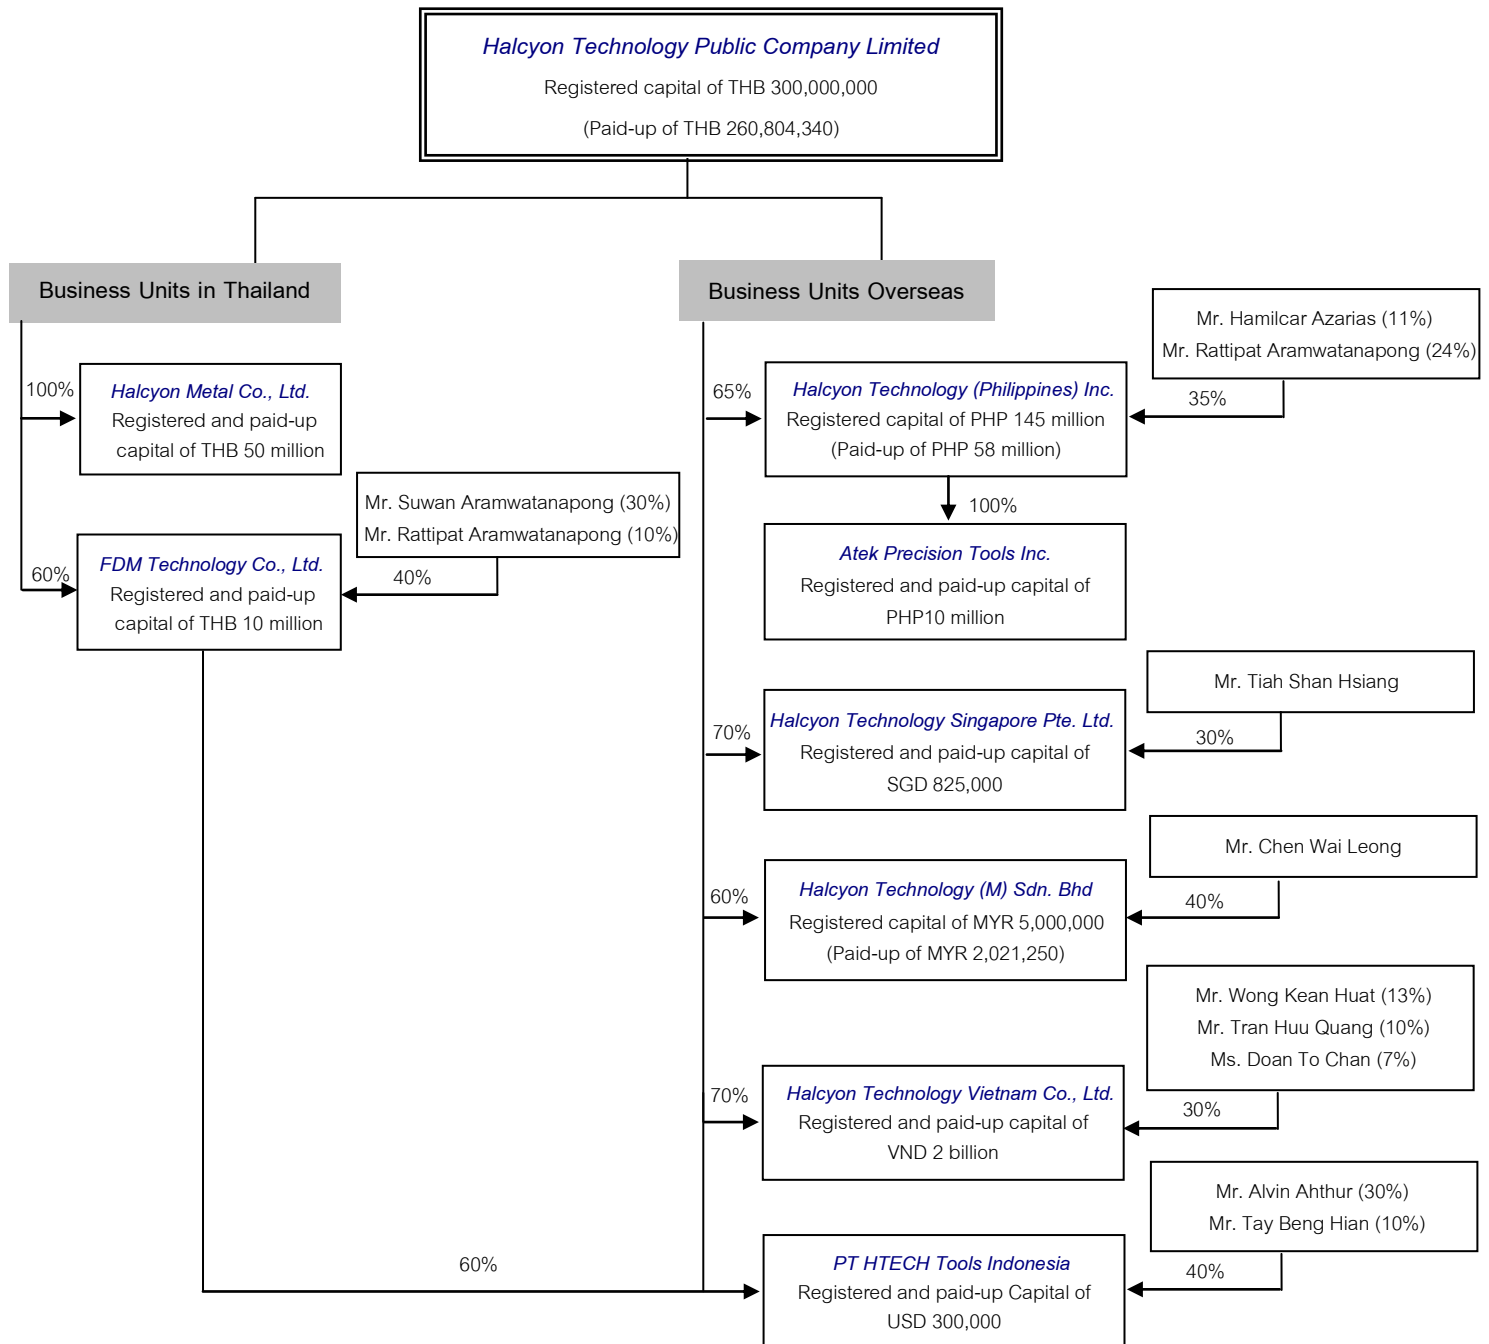 Halcyon Technology Public Company Limited
Registered capital of THB 300,000,000
(Paid-up of THB 260,804,340)
Business Units in Thailand
100%
Halcyon Metal Co., Ltd.
Registered and paid-up
capital of THB 50 million
60%
FDM Technology Co., Ltd.
Registered and paid-up
capital of THB 10 million
Mr. Suwan Aramwatanapong (30%)
Mr. Rattipat Aramwatanapong (10%)
40%
Business Units Overseas
65%
Halcyon Technology (Philippines) Inc.
Registered capital of PHP 145 million
(Paid-up of PHP 58 million)
Mr. Hamilcar Azarias (11%)
Mr. Rattipat Aramwatanapong (24%)
35%
100%
Atek Precision Tools Inc.
Registered and paid-up capital of
PHP10 million
70%
Halcyon Technology Singapore Pte. Ltd.
Registered and paid-up capital of
SGD 825,000
Mr. Tiah Shan Hsiang
30%
60%
Halcyon Technology (M) Sdn. Bhd
Registered capital of MYR 5,000,000
(Paid-up of MYR 2,021,250)
Mr. Chen Wai Leong
40%
70%
Halcyon Technology Vietnam Co., Ltd.
Registered and paid-up capital of
VND 2 billion
Mr. Wong Kean Huat (13%)
Mr. Tran Huu Quang (10%)
Ms. Doan To Chan (7%)
30%
60%
PT HTECH Tools Indonesia
Registered and paid-up Capital of
USD 300,000
Mr. Alvin Ahthur (30%)
Mr. Tay Beng Hian (10%)
40%